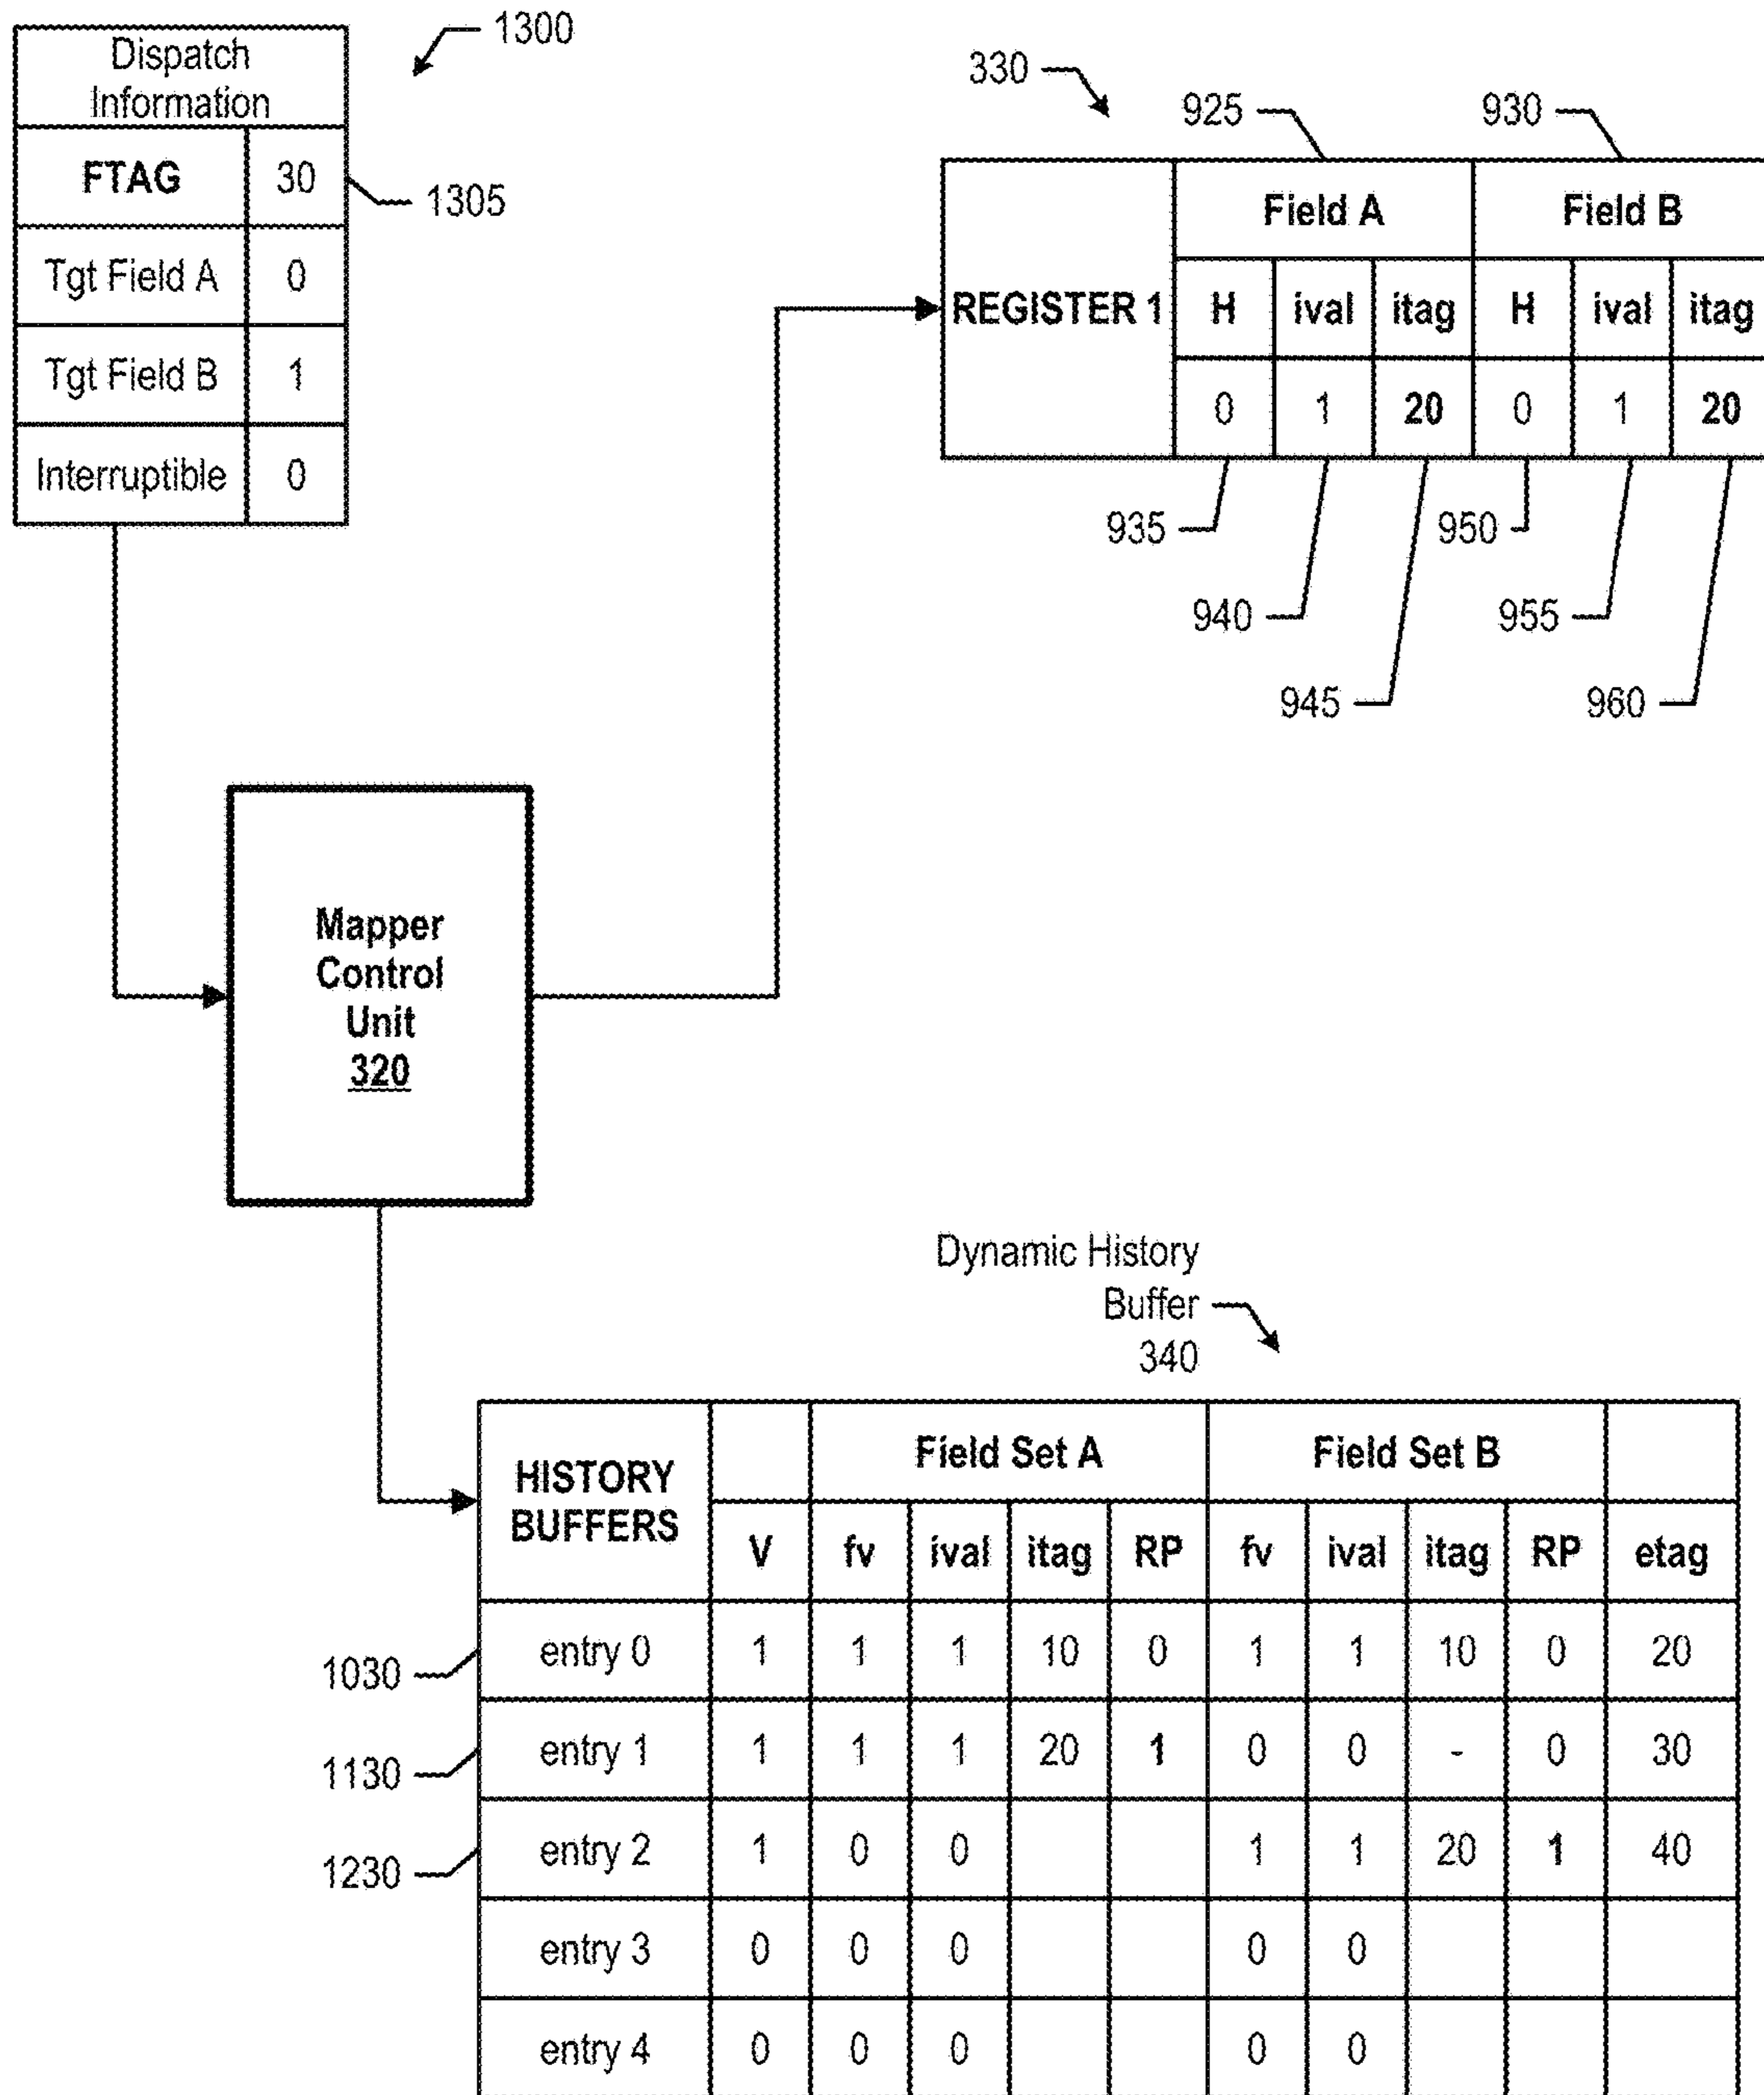 1300
Dispatch
Information
FTAG 30
1305
Tgt Field A 0
Tgt Field B 1
Interruptible 0
330
925
930
REGISTER 1
Field A Field B
H ival itag H ival itag
0 1 20 0 1 20
935
950
940
955
945
960
Mapper
Control
Unit
320
Dynamic History
Buffer
340
HISTORY
BUFFERS
Field Set A Field Set B
V fv ival itag RP fv ival itag RP etag
1030
entry 0 1 1 1 10 0 1 1 10 0 20
1130
entry 1 1 1 1 20 1 0 0 - 0 30
1230
entry 2 1 0 0 1 1 20 1 40
entry 3 0 0 0 0 0
entry 4 0 0 0 0 0